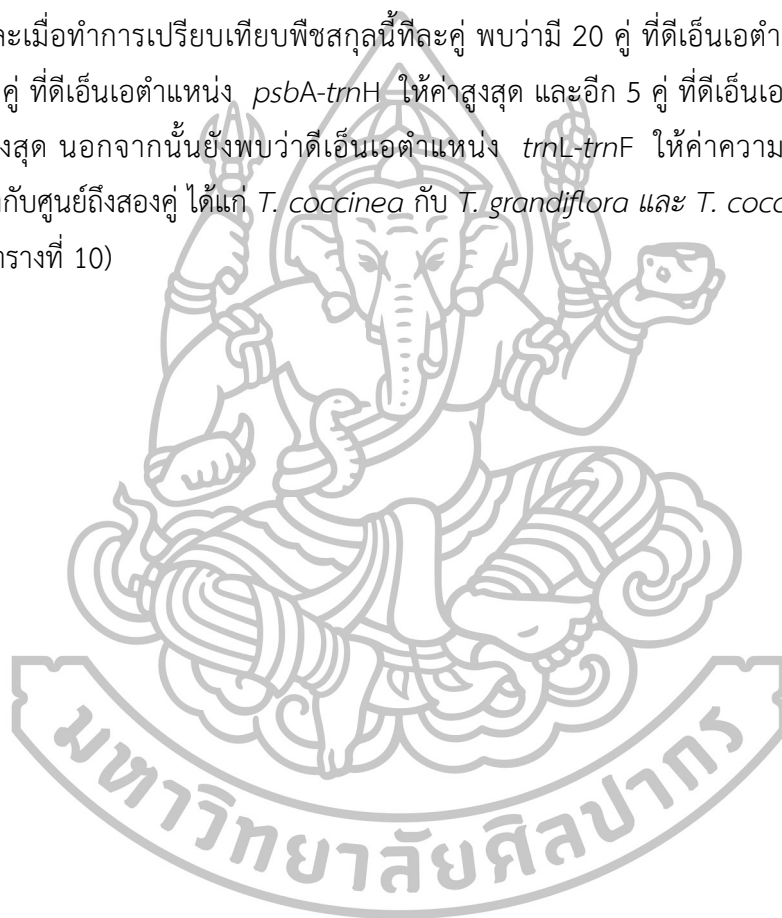 ละเมื่อทำการเปรียบเทียบพืชสกุลนี้ทีละคู่ พบว่ามี 20 คู่ ที่ดีเอ็นเอตำ
คู่ ที่ดีเอ็นเอตำแหน่ง psbA-trnH ให้ค่าสูงสุด และอีก 5 คู่ ที่ดีเอ็นเอ
งสุด นอกจากนั้นยังพบว่าดีเอ็นเอตำแหน่ง trnL-trnF ให้ค่าความ
กับศูนย์ถึงสองคู่ ได้แก่ T. coccinea กับ T. grandiflora และ T. cocc
ารางที่ 10)
มหาวิทยาลัยศิลปากร